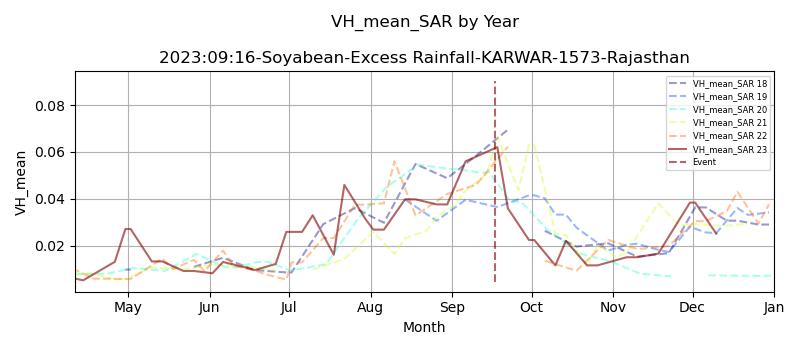 VH_mean_SAR by Year
2023:09:16-Soyabean-Excess Rainfall-KARWAR-1573-Rajasthan
VH_mean
0.08
0.06
0.04
0.02
VH_mean_SAR 18
VH_mean_SAR 19
VH_mean_SAR 20
VH_mean_SAR 21
VH_mean_SAR 22
VH_mean_SAR 23
Event
May Jun Jul Aug Sep Oct Nov Dec Jan
Month